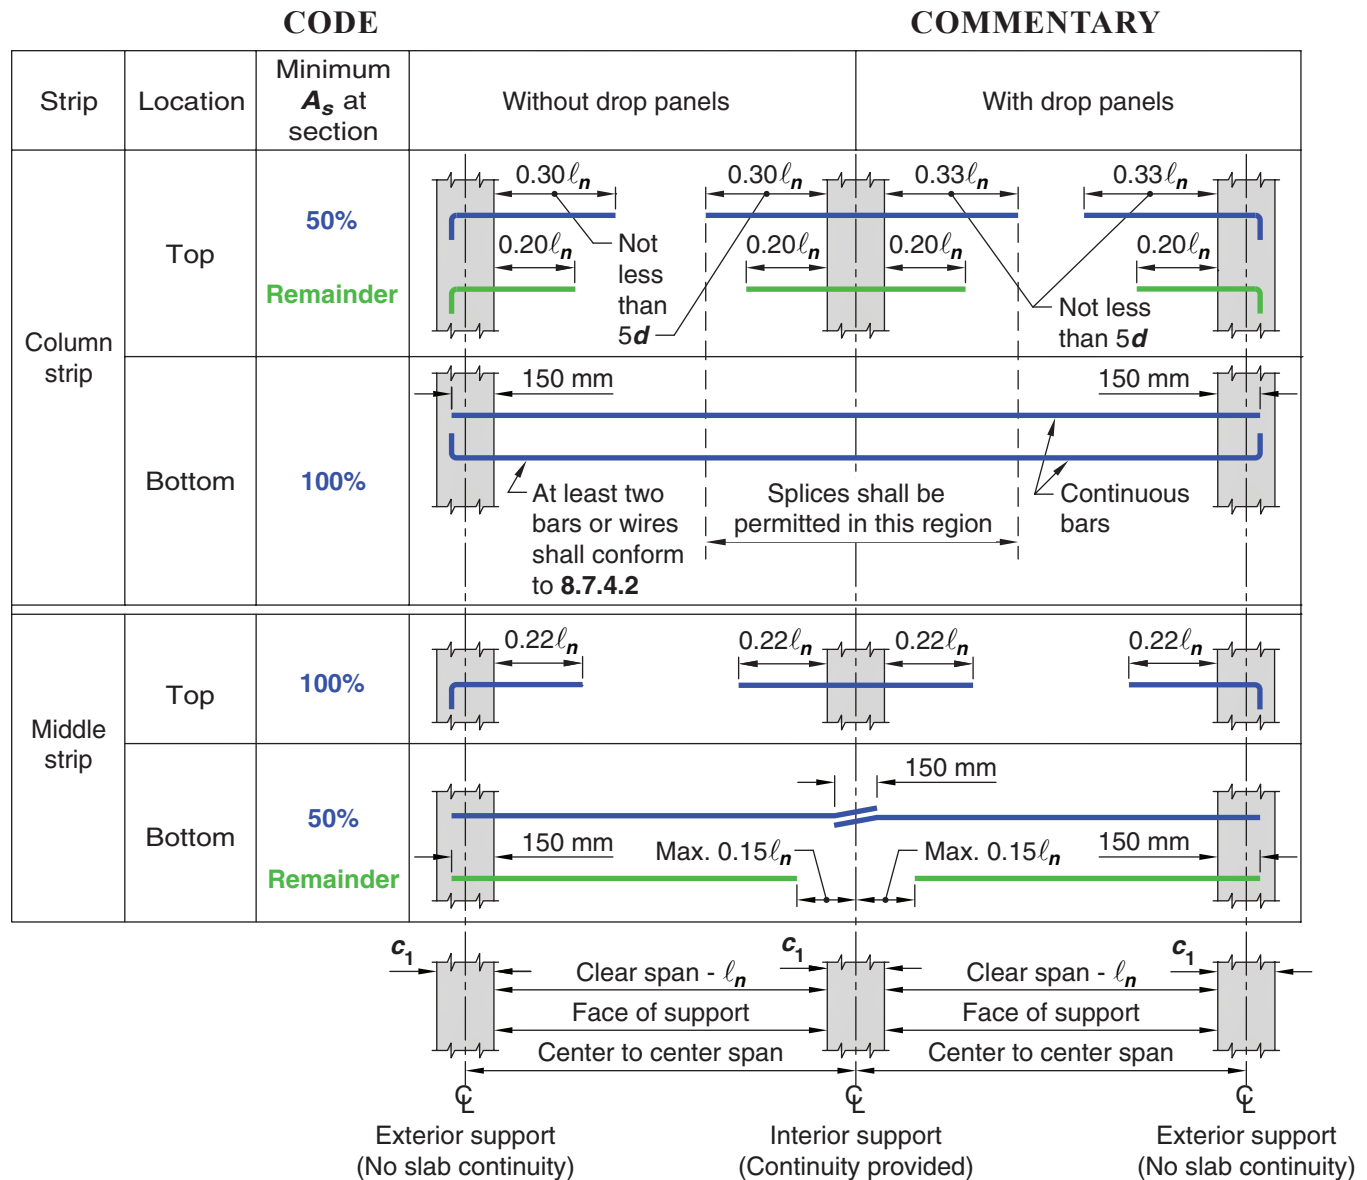 CODE
COMMENTARY
Strip
Location
Minimum
A_s at
section
Without drop panels
With drop panels
Column
strip
Top
50%
Remainder
0.30ℓn
0.30ℓn
0.33ℓn
0.33ℓn
0.20ℓn
0.20ℓn
0.20ℓn
0.20ℓn
Not
less
than
5d
Not less
than 5d
Bottom
100%
150 mm
150 mm
At least two
bars or wires
shall conform
to 8.7.4.2
Splices shall be
permitted in this region
Continuous
bars
Middle
strip
Top
100%
0.22ℓn
0.22ℓn
0.22ℓn
0.22ℓn
Bottom
50%
Remainder
150 mm
150 mm
Max. 0.15ℓn
Max. 0.15ℓn
150 mm
c1
c1
c1
Clear span - ℓn
Clear span - ℓn
Face of support
Face of support
Center to center span
Center to center span
℄
℄
℄
Exterior support
(No slab continuity)
Interior support
(Continuity provided)
Exterior support
(No slab continuity)